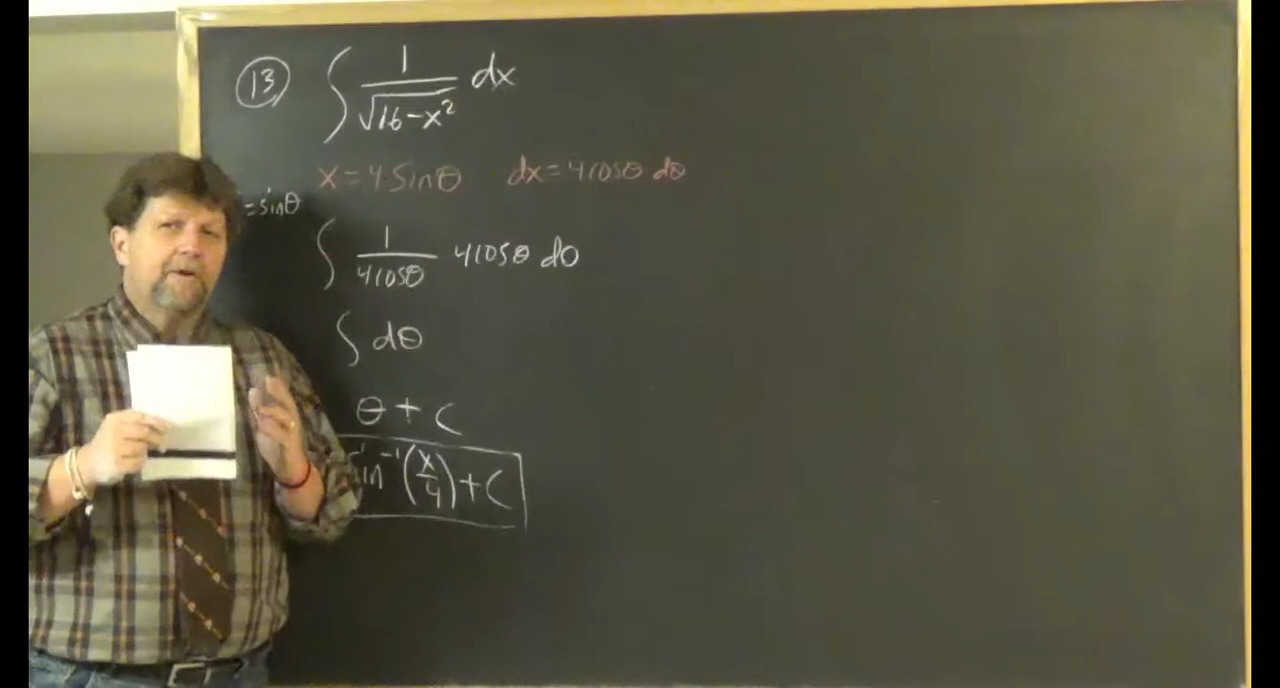 13 ∫ 1/√(16-x²) dx
x = 4·sinθ dx = 4cosθ dθ
= sinθ
∫ 1/(4cosθ) 4cosθ dθ
∫ dθ
θ + C
in⁻¹(x/4) + C